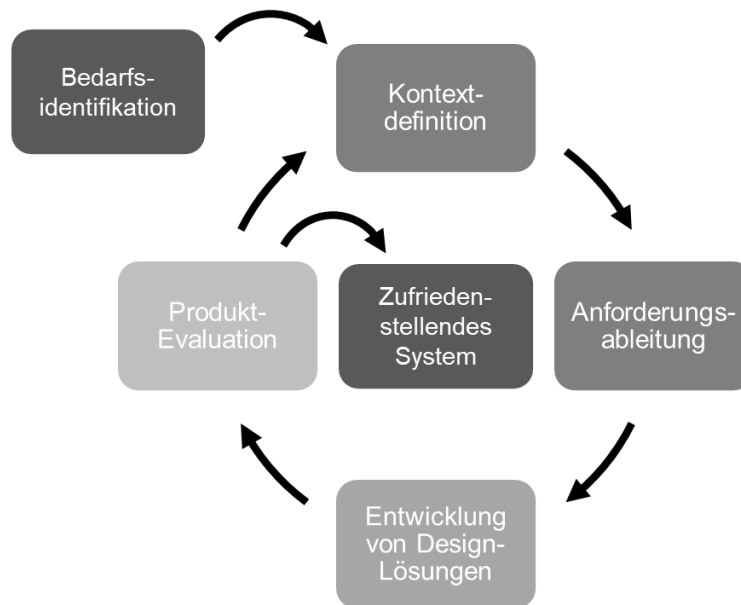 Bedarfs-
identifikation
Kontext-
definition
Produkt-
Evaluation
Zufrieden-
stellendes
System
Anforderungs-
ableitung
Entwicklung
von Design-
Lösungen